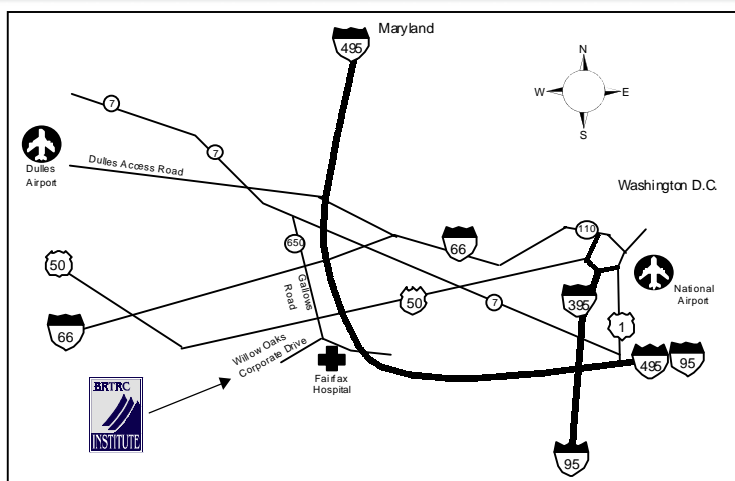 Maryland
495
N
W
E
S
7
7
Dulles Access Road
Dulles
Airport
Washington D.C.
110
66
650
50
Gallows
Road
50
7
395
National
Airport
1
66
Willow Oaks
Corporate Drive
Fairfax
Hospital
495
95
BRTRC
INSTITUTE
95